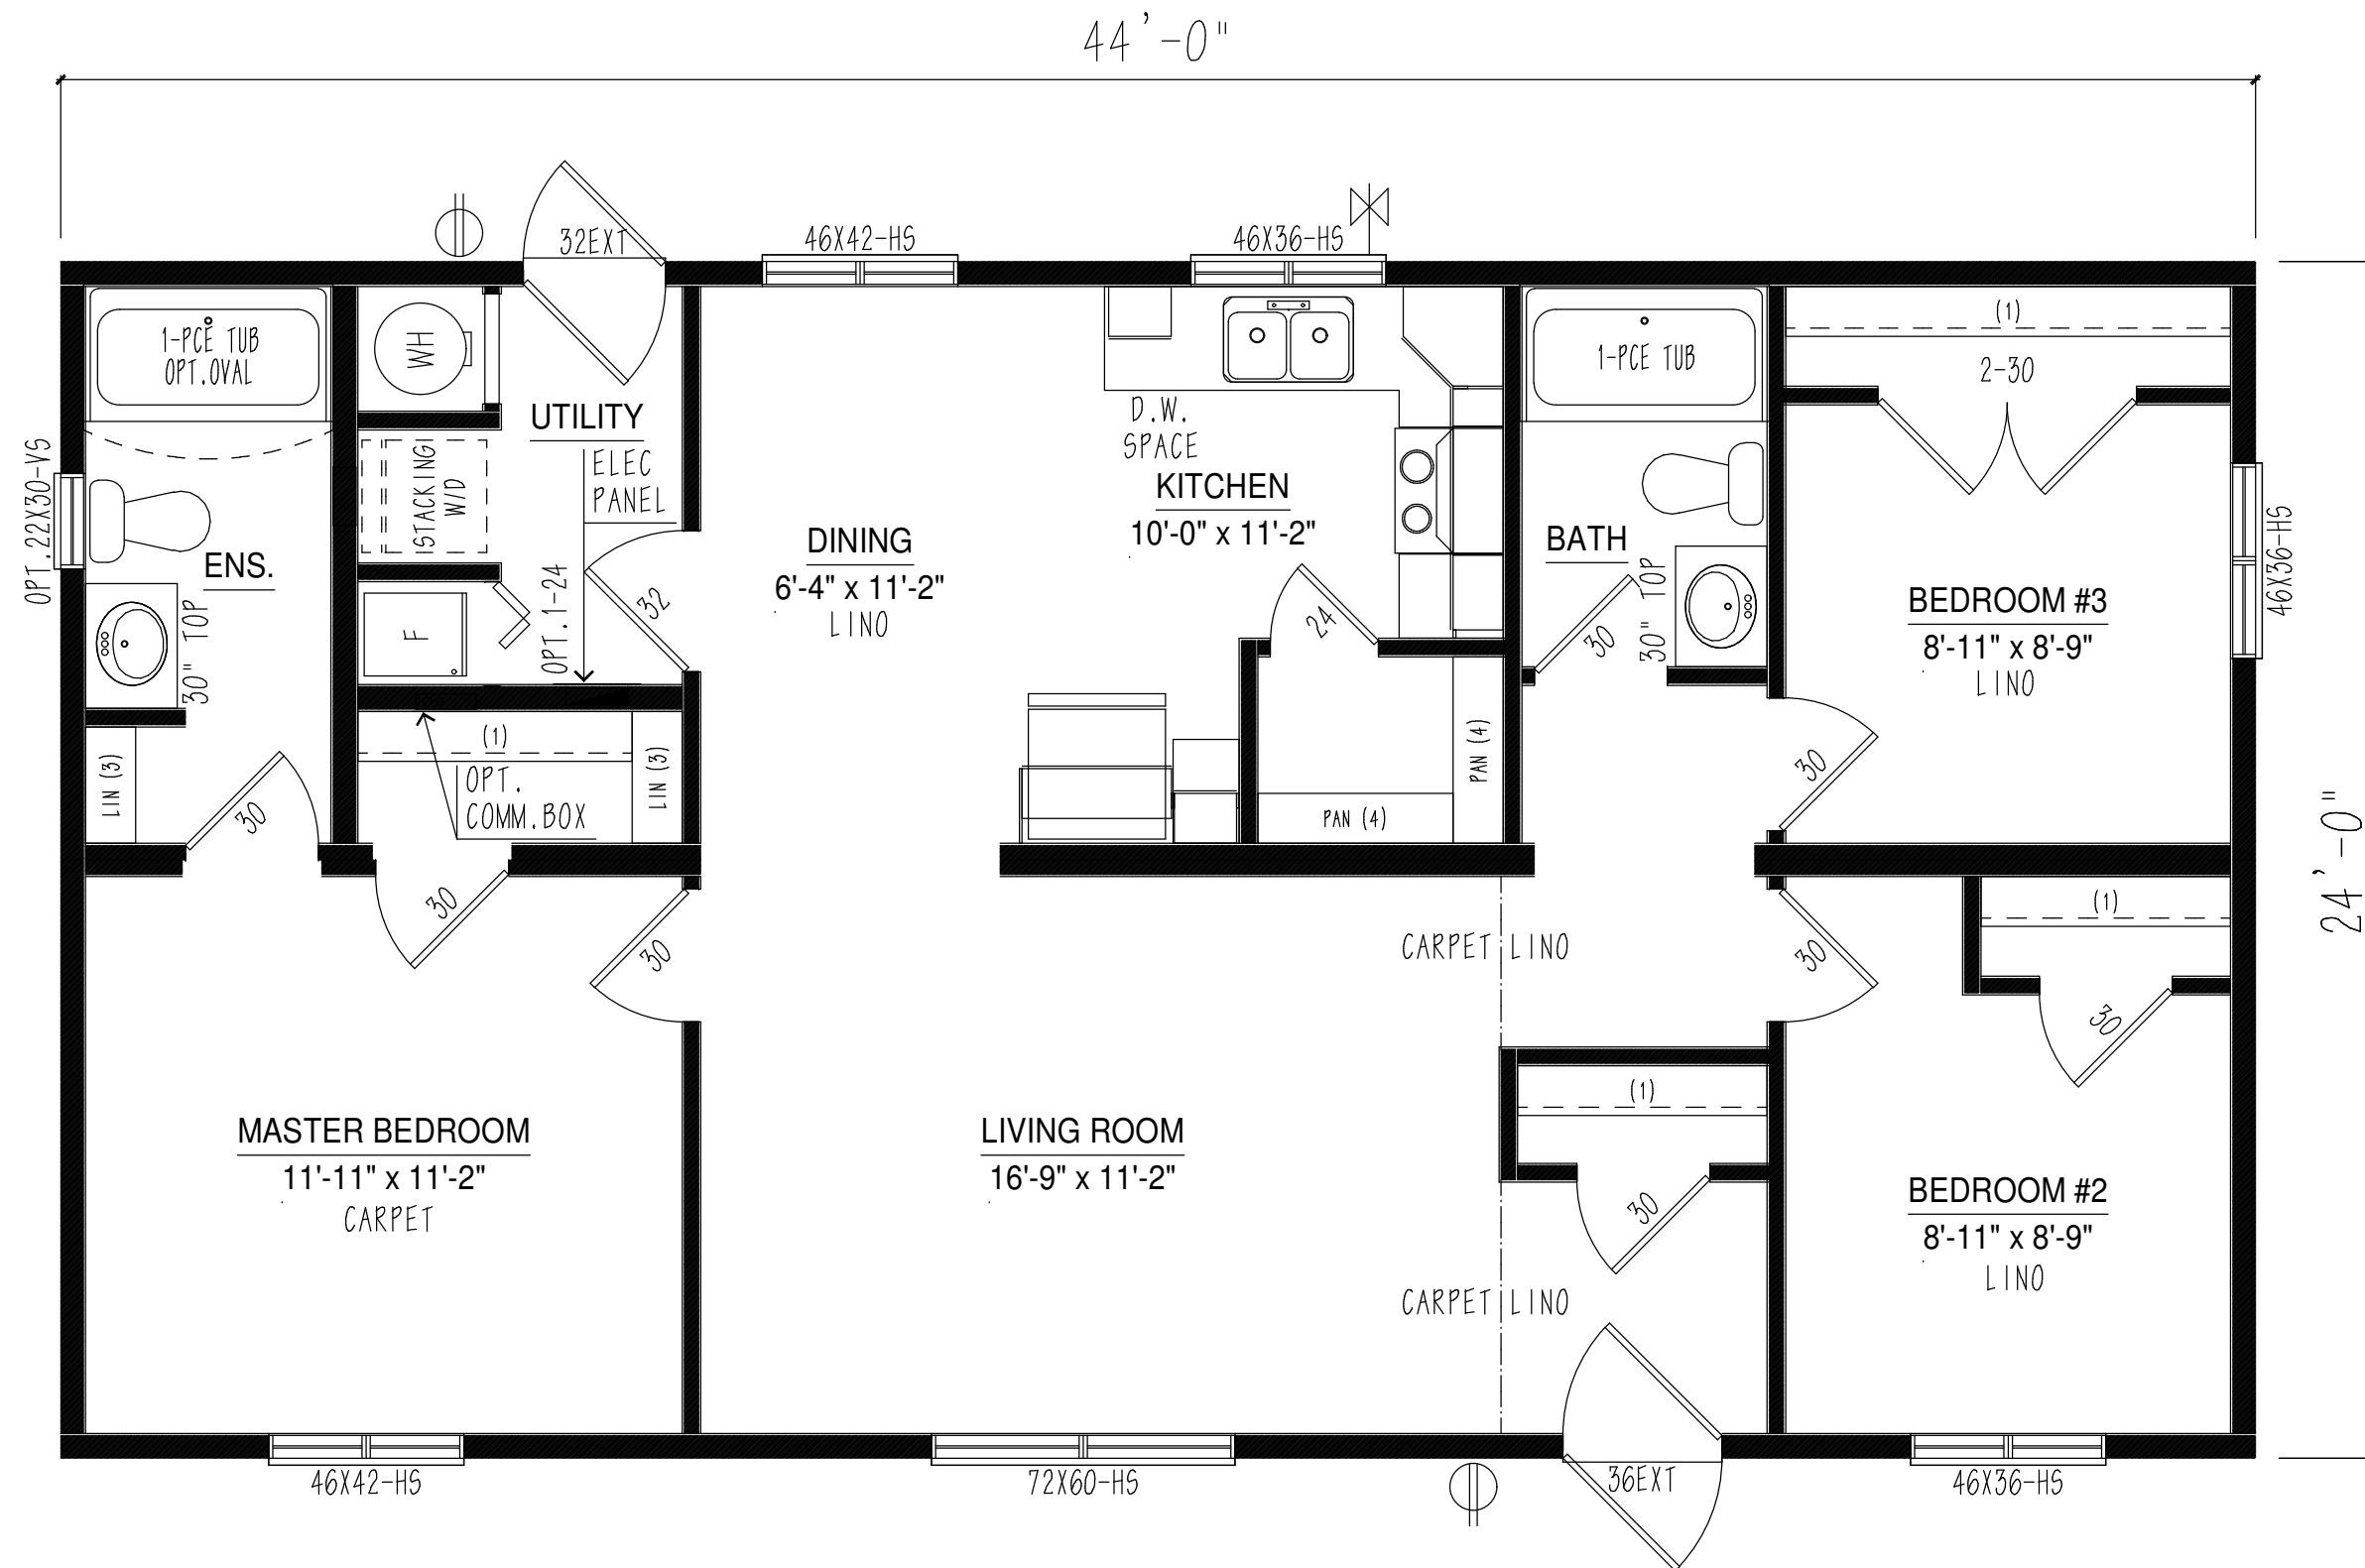 44'-0"
32EXT
46X42-HS
46X36-HS
1-PCE TUB
OPT.OVAL
WH
UTILITY
ELEC
PANEL
STACKING
W/D
OPT.22X30-VS
ENS.
30" TOP
F
OPT.1-24
32
LIN (3)
30
(1)
OPT.
COMM.BOX
LIN (3)
DINING
6'-4" x 11'-2"
LINO
D.W.
SPACE
KITCHEN
10'-0" x 11'-2"
24
PAN (4)
PAN (4)
1-PCE TUB
BATH
30" TOP
30
(1)
2-30
BEDROOM #3
8'-11" x 8'-9"
LINO
46X36-HS
30
24'-0"
30
30
MASTER BEDROOM
11'-11" x 11'-2"
CARPET
46X42-HS
LIVING ROOM
16'-9" x 11'-2"
72X60-HS
CARPET LINO
(1)
30
CARPET LINO
36EXT
30
(1)
30
BEDROOM #2
8'-11" x 8'-9"
LINO
46X36-HS